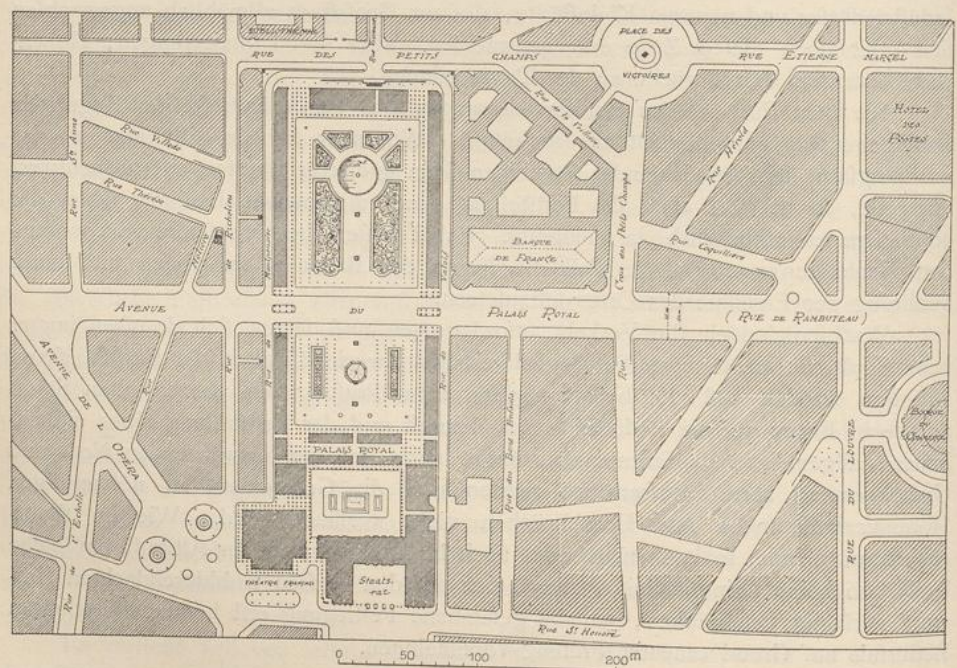 BIBLIOTHÈQUE
RUE DES PETITS CHAMPS
PLACE DES
VICTOIRES
RUE ETIENNE MARCEL
HOTEL
DES
POSTES
Rue Villedo
Rue Thérèse
Rue Ste Anne
Molière
Rue de Richelieu
Montpensier
Rue de la Vrillière
Rue Hérold
Croix des Petits Champs
Rue Coquillière
BANQUE
DE FRANCE.
Valois
AVENUE DU PALAIS ROYAL (RUE DE RAMBUTEAU)
AVENUE DE L'OPÉRA
Rue
Rue
Rue de
Rue de
Rue
PALAIS ROYAL
Rue des Bons Enfants
RUE DU LOUVRE
BANQUE
Rue de l'Echelle
THÉATRE FRANÇAIS
Staats-
rat
Rue St Honoré
0 50 100 200m